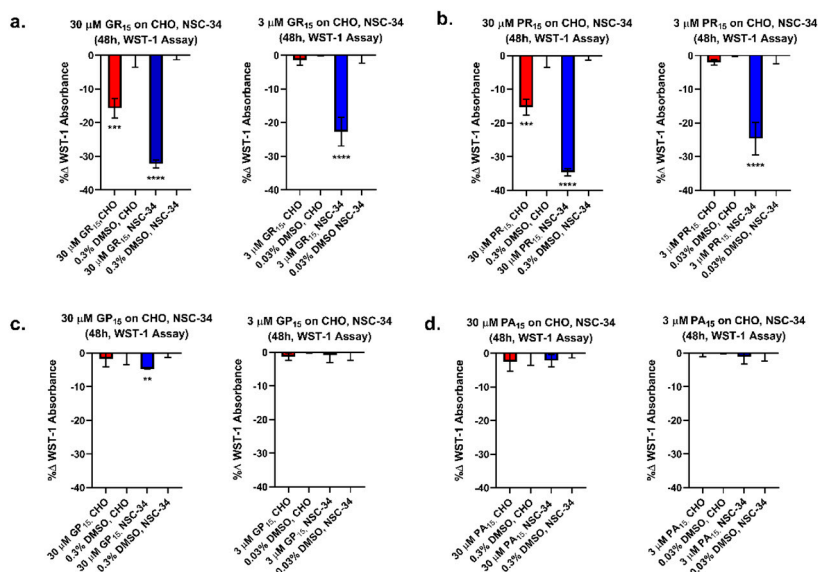 a.
30 μM GR15 on CHO, NSC-34
(48h, WST-1 Assay)
%Δ WST-1 Absorbance
0
-10
-20
-30
-40
***
****
30 μM GR15, CHO
0.3% DMSO, CHO
30 μM GR15, NSC-34
0.3% DMSO, NSC-34
3 μM GR15 on CHO, NSC-34
(48h, WST-1 Assay)
%Δ WST-1 Absorbance
0
-10
-20
-30
-40
****
3 μM GR15, CHO
0.03% DMSO, CHO
3 μM GR15, NSC-34
0.03% DMSO, NSC-34
b.
30 μM PR15 on CHO, NSC-34
(48h, WST-1 Assay)
%Δ WST-1 Absorbance
0
-10
-20
-30
-40
***
****
30 μM PR15, CHO
0.3% DMSO, CHO
30 μM PR15, NSC-34
0.3% DMSO, NSC-34
3 μM PR15 on CHO, NSC-34
(48h, WST-1 Assay)
%Δ WST-1 Absorbance
0
-10
-20
-30
-40
****
3 μM PR15, CHO
0.03% DMSO, CHO
3 μM PR15, NSC-34
0.03% DMSO, NSC-34
c.
30 μM GP15 on CHO, NSC-34
(48h, WST-1 Assay)
%Δ WST-1 Absorbance
0
-10
-20
-30
-40
**
30 μM GP15, CHO
0.3% DMSO, CHO
30 μM GP15, NSC-34
0.3% DMSO, NSC-34
3 μM GP15 on CHO, NSC-34
(48h, WST-1 Assay)
%Δ WST-1 Absorbance
0
-10
-20
-30
-40
3 μM GP15, CHO
0.03% DMSO, CHO
3 μM GP15, NSC-34
0.03% DMSO, NSC-34
d.
30 μM PA15 on CHO, NSC-34
(48h, WST-1 Assay)
%Δ WST-1 Absorbance
0
-10
-20
-30
-40
30 μM PA15, CHO
0.3% DMSO, CHO
30 μM PA15, NSC-34
0.3% DMSO, NSC-34
3 μM PA15 on CHO, NSC-34
(48h, WST-1 Assay)
%Δ WST-1 Absorbance
0
-10
-20
-30
-40
3 μM PA15, CHO
0.03% DMSO, CHO
3 μM PA15, NSC-34
0.03% DMSO, NSC-34